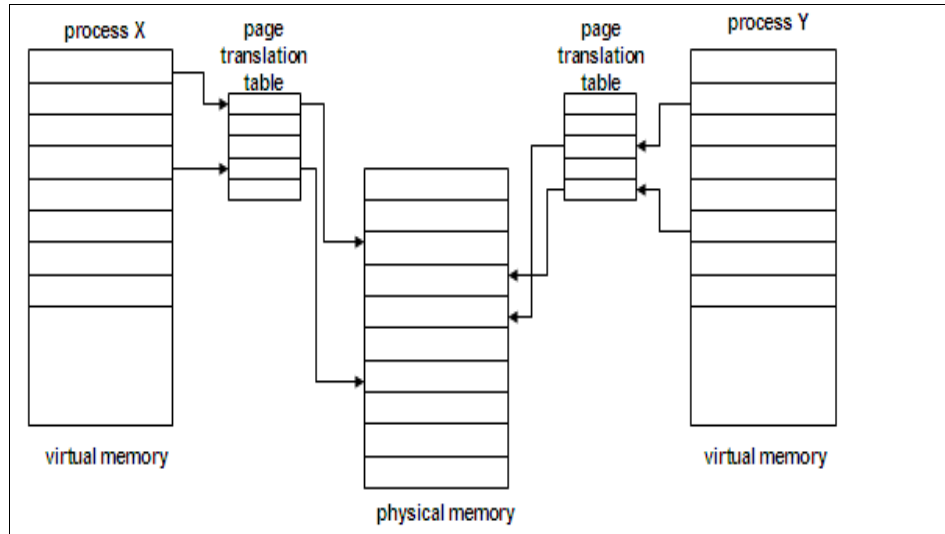 process X
page
translation
table
page
translation
table
process Y
virtual memory
virtual memory
physical memory